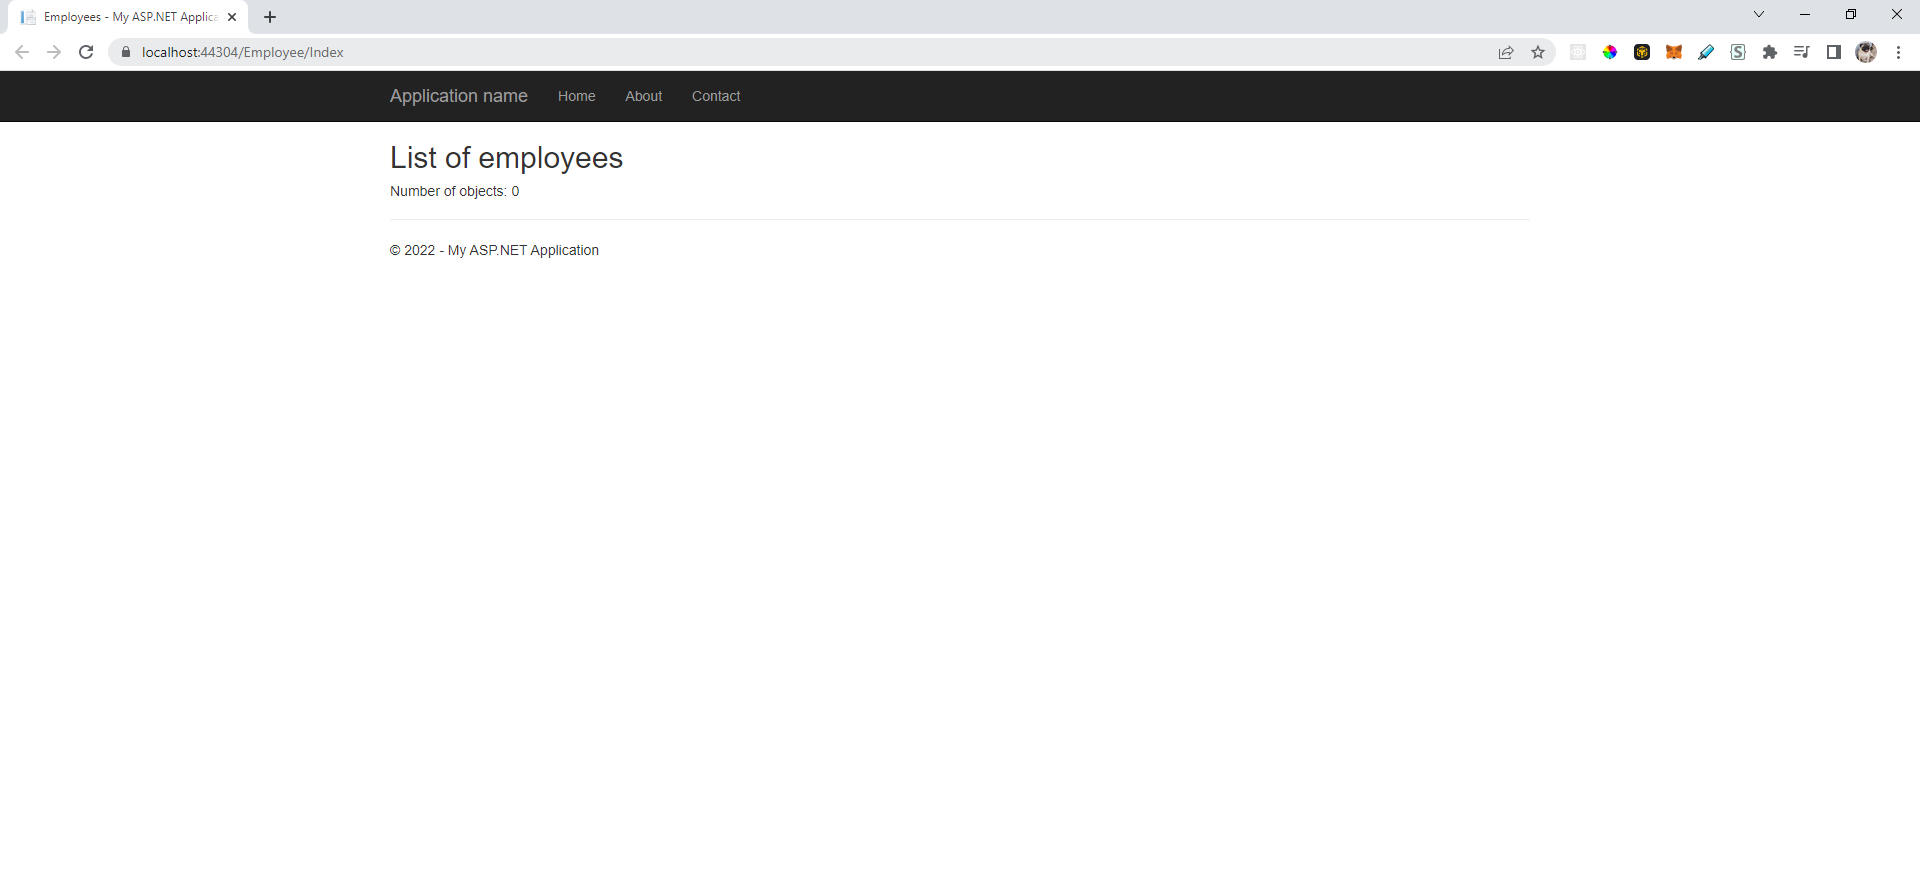 Employees - My ASP.NET Applica
localhost:44304/Employee/Index
Application name Home About Contact
List of employees
Number of objects: 0
© 2022 - My ASP.NET Application